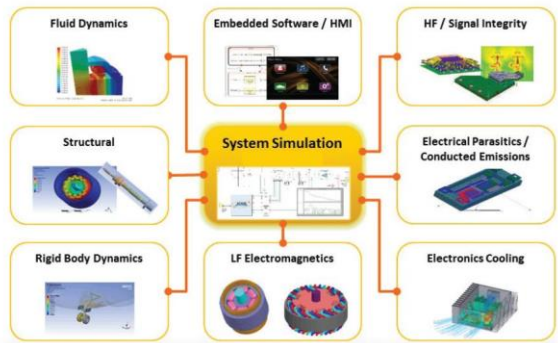 Fluid Dynamics
Embedded Software / HMI
HF / Signal Integrity
Structural
System Simulation
Electrical Parasitics /
Conducted Emissions
Rigid Body Dynamics
LF Electromagnetics
Electronics Cooling